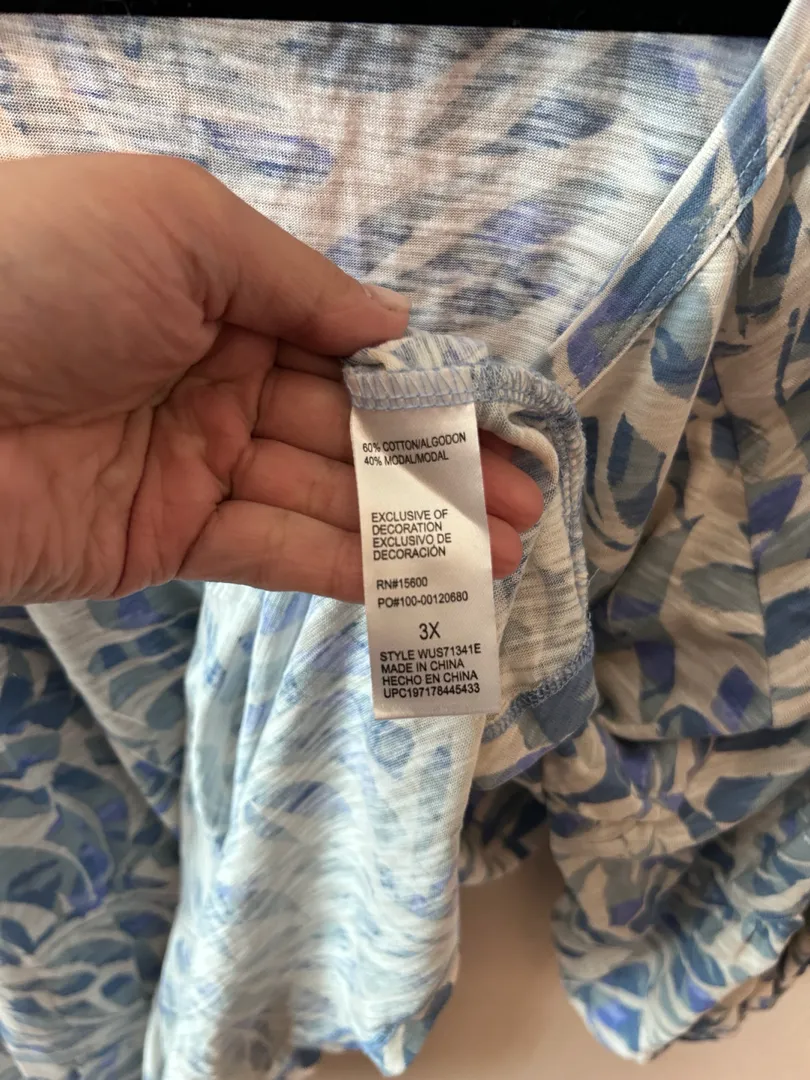 60% COTTON/ALGODON
40% MODAL/MODAL
EXCLUSIVE OF
DECORATION
EXCLUSIVO DE
DECORACIÓN
RN#15600
PO#100-00120680
3X
STYLE WUS71341E
MADE IN CHINA
HECHO EN CHINA
UPC197178445433